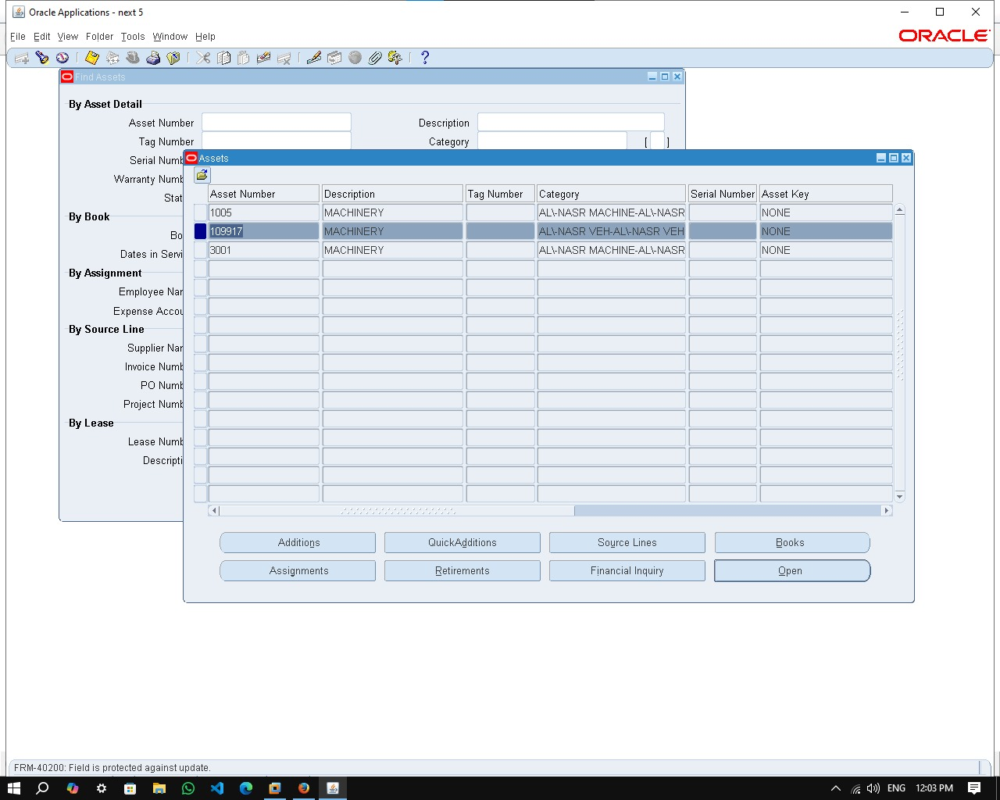 Oracle Applications - next 5
File Edit View Folder Tools Window Help
ORACLE
Find Assets
By Asset Detail
Asset Number Description
Tag Number Category [ ]
Serial Numb
Warranty Numb
Stat
By Book
Bo
Dates in Servi
By Assignment
Employee Nar
Expense Accou
By Source Line
Supplier Nar
Invoice Numb
PO Numb
Project Numb
By Lease
Lease Numb
Descripti
Assets
Asset Number Description Tag Number Category Serial Number Asset Key
1005 MACHINERY AL\-NASR MACHINE-AL\-NASR NONE
109917 MACHINERY AL\-NASR VEH-AL\-NASR VEH NONE
3001 MACHINERY AL\-NASR MACHINE-AL\-NASR NONE
Additions QuickAdditions Source Lines Books
Assignments Retirements Financial Inquiry Open
FRM-40200: Field is protected against update.
ENG 12:03 PM